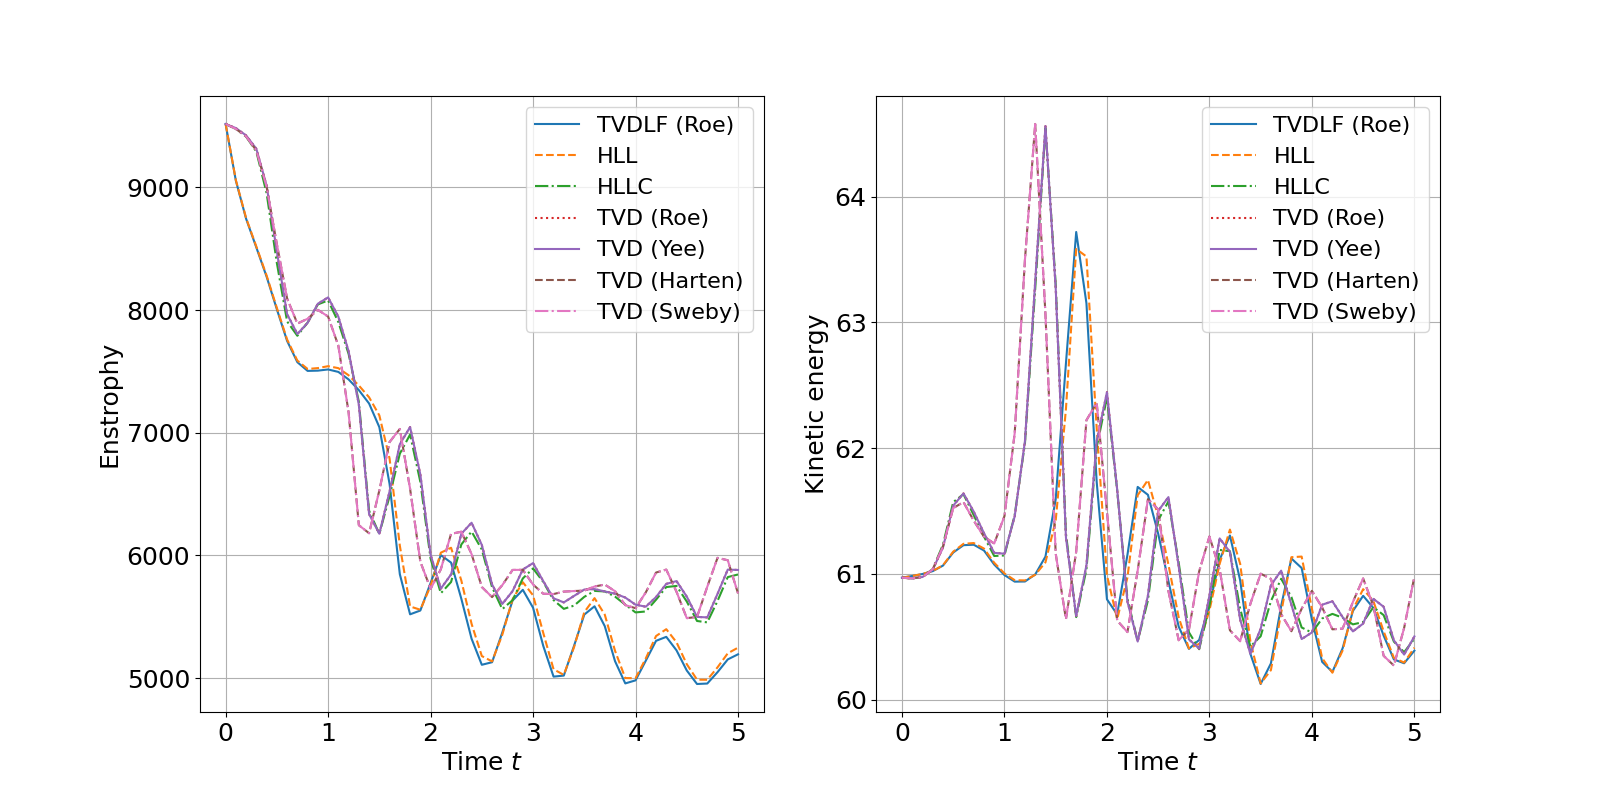 Enstrophy
9000
8000
7000
6000
5000
0 1 2 3 4 5
Time t
TVDLF (Roe)
HLL
HLLC
TVD (Roe)
TVD (Yee)
TVD (Harten)
TVD (Sweby)
Kinetic energy
64
63
62
61
60
0 1 2 3 4 5
Time t
TVDLF (Roe)
HLL
HLLC
TVD (Roe)
TVD (Yee)
TVD (Harten)
TVD (Sweby)